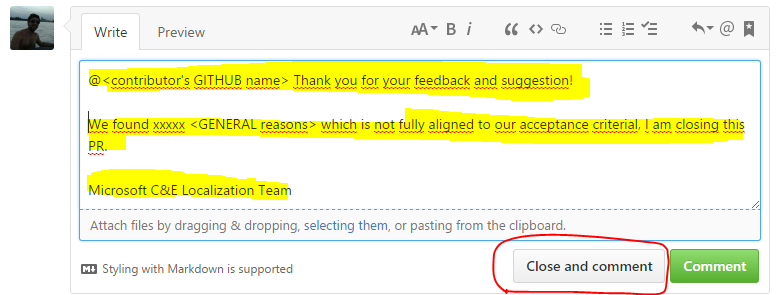 Write Preview AA B i
@<contributor's GITHUB name> Thank you for your feedback and suggestion!
We found xxxxx <GENERAL reasons> which is not fully aligned to our acceptance criterial, I am closing this
PR.
Microsoft C&E Localization Team
Attach files by dragging & dropping, selecting them, or pasting from the clipboard.
Styling with Markdown is supported Close and comment Comment